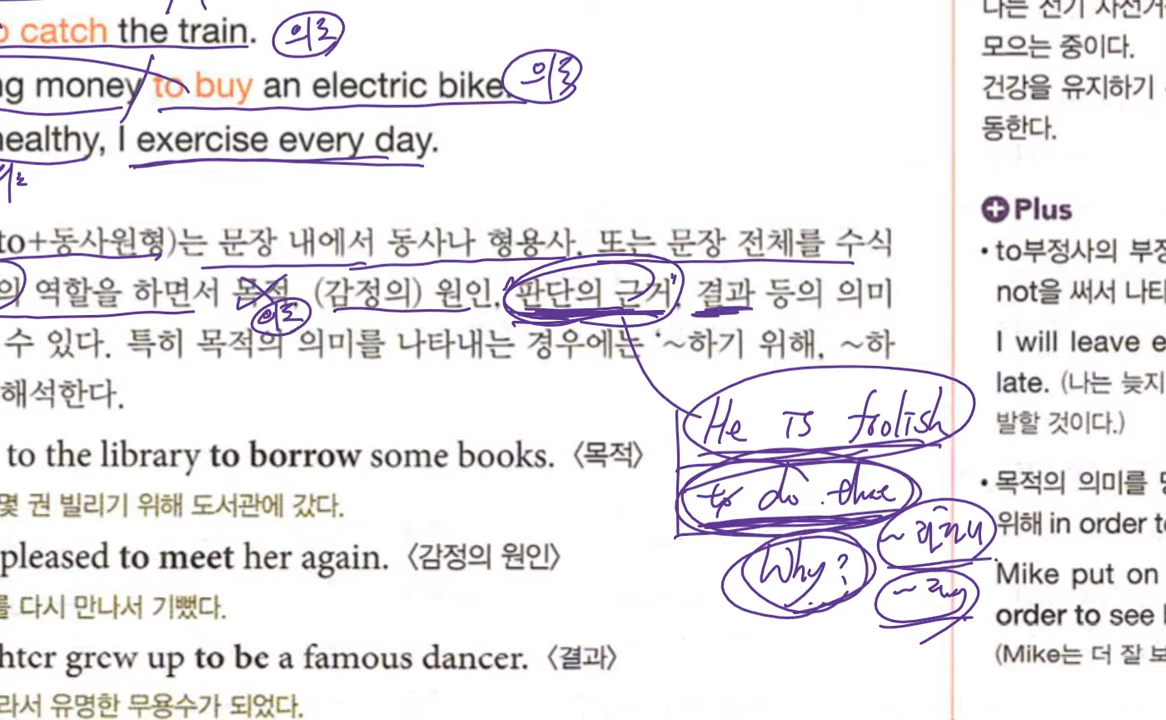 o catch the train. 의도
ng money to buy an electric bike. 의도
healthy, I exercise every day.
to+동사원형)는 문장 내에서 동사나 형용사, 또는 문장 전체를 수식
의 역할을 하면서 목적, (감정의) 원인, 판단의 근거, 결과 등의 의미
의도
수 있다. 특히 목적의 의미를 나타내는 경우에는 '~하기 위해, ~하
해석한다.
to the library to borrow some books. 〈목적〉
몇 권 빌리기 위해 도서관에 갔다.
pleased to meet her again. 〈감정의 원인〉
를 다시 만나서 기뻤다.
hter grew up to be a famous dancer. 〈결과〉
라서 유명한 무용수가 되었다.
He is foolish
to do that
Why?
나는 전기 자전거
모으는 중이다.
건강을 유지하기
동한다.
Plus
• to부정사의 부정
not을 써서 나타
I will leave e
late. (나는 늦지
발할 것이다.)
• 목적의 의미를
위해 in order to
Mike put on
order to see
(Mike는 더 잘 보